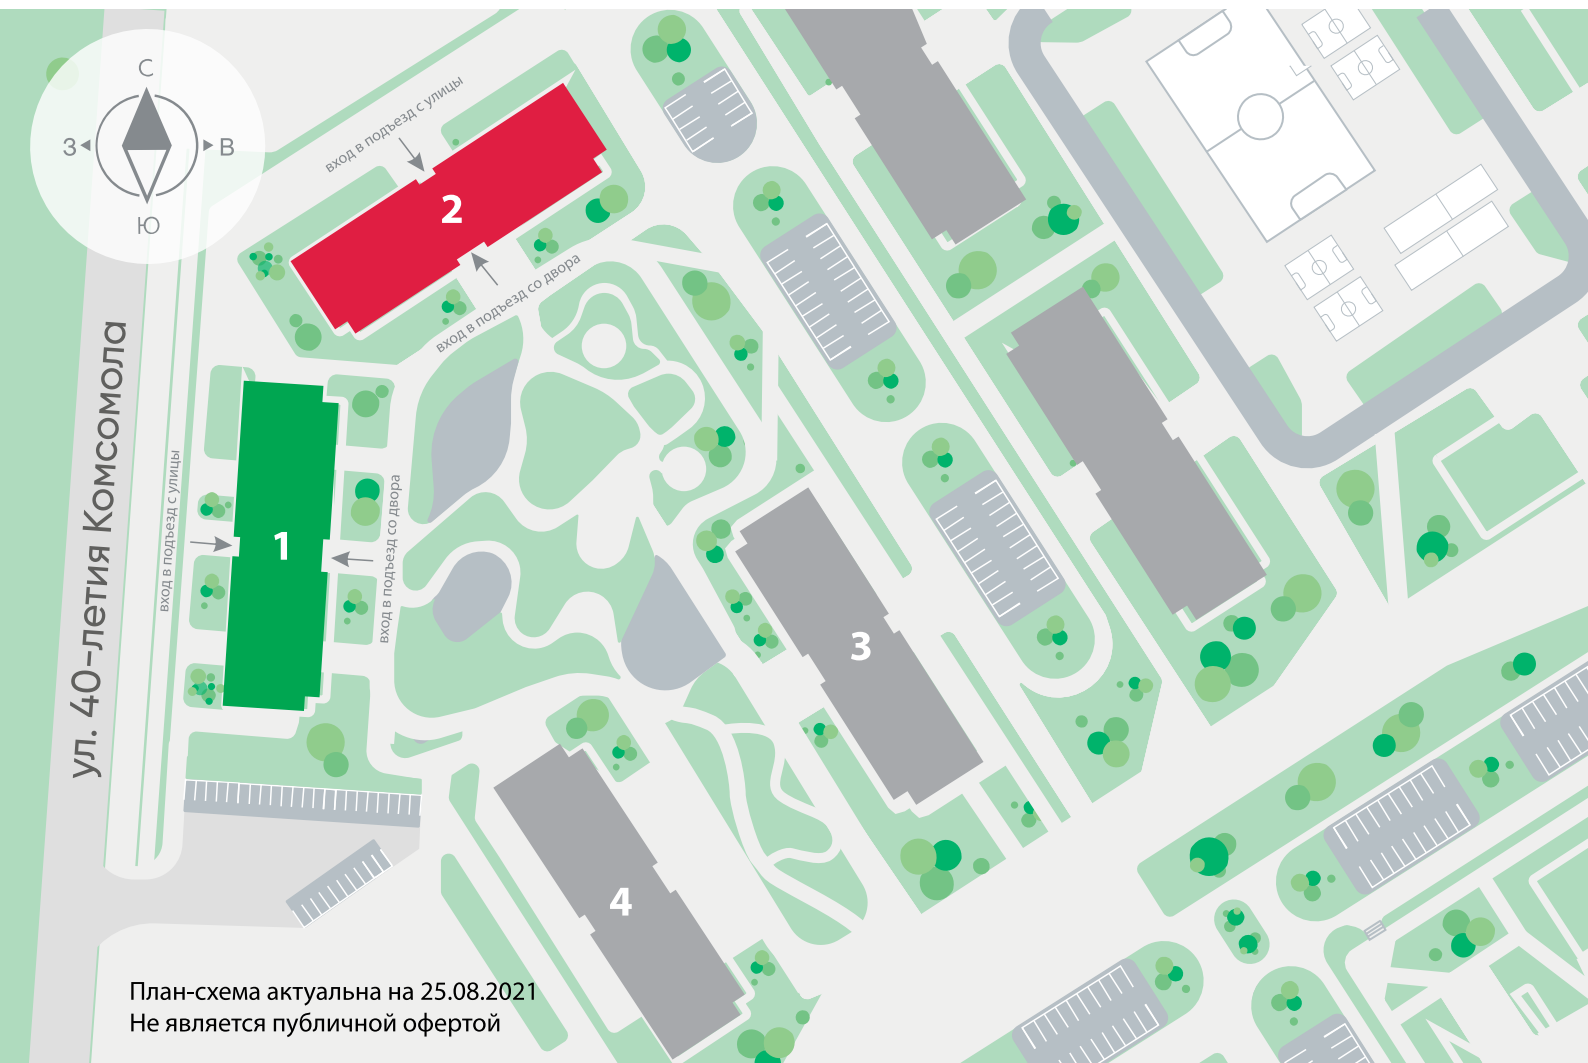 С
З
В
Ю
вход в подъезд с улицы
2
вход в подъезд со двора
ул. 40-летия Комсомола
вход в подъезд с улицы
1
вход в подъезд со двора
3
4
План-схема актуальна на 25.08.2021
Не является публичной офертой